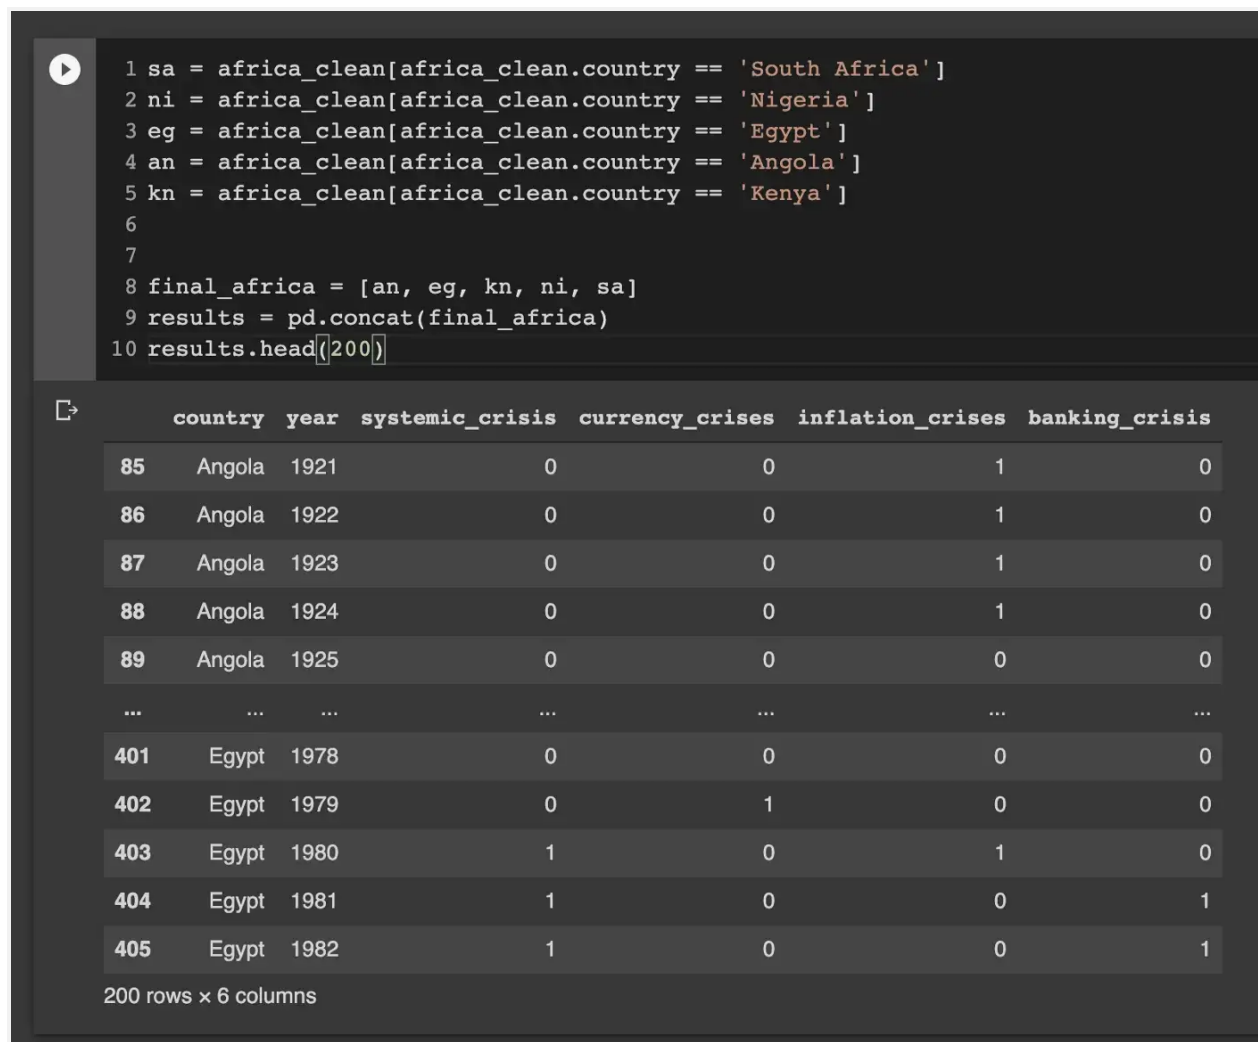 1 sa = africa_clean[africa_clean.country == 'South Africa']
2 ni = africa_clean[africa_clean.country == 'Nigeria']
3 eg = africa_clean[africa_clean.country == 'Egypt']
4 an = africa_clean[africa_clean.country == 'Angola']
5 kn = africa_clean[africa_clean.country == 'Kenya']
6
7
8 final_africa = [an, eg, kn, ni, sa]
9 results = pd.concat(final_africa)
10 results.head(200)
country year systemic_crisis currency_crises inflation_crises banking_crisis
85 Angola 1921 0 0 1 0
86 Angola 1922 0 0 1 0
87 Angola 1923 0 0 1 0
88 Angola 1924 0 0 1 0
89 Angola 1925 0 0 0 0
... ... ... ... ... ... ...
401 Egypt 1978 0 0 0 0
402 Egypt 1979 0 1 0 0
403 Egypt 1980 1 0 1 0
404 Egypt 1981 1 0 0 1
405 Egypt 1982 1 0 0 1
200 rows × 6 columns